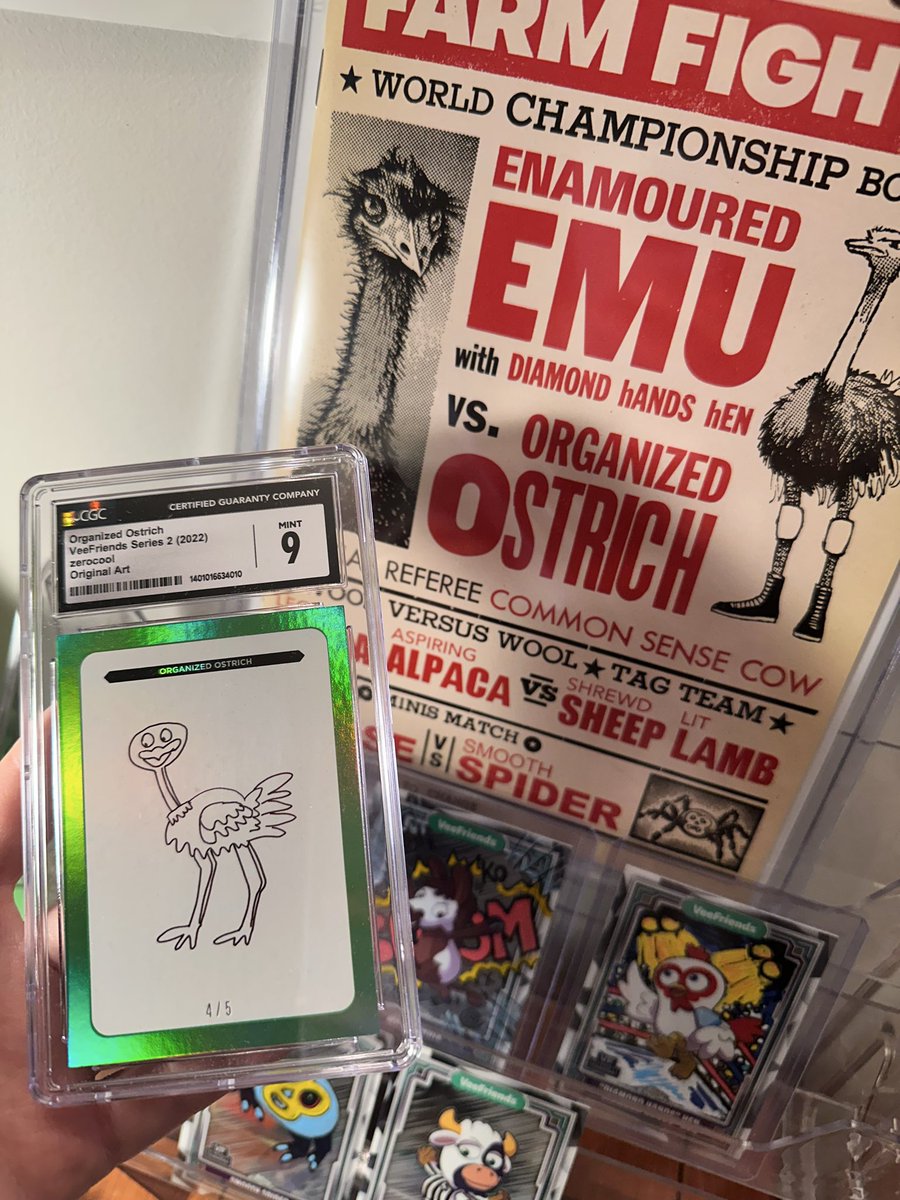 FARM FIGH
★ WORLD CHAMPIONSHIP BO
ENAMOURED
EMU
with DIAMOND hANDS hEN
VS. ORGANIZED
OSTRICH
REFEREE COMMON SENSE COW
VERSUS WOOL ★ TAG TEAM ★
ASPIRING
ALPACA VS SHREWD LIT
SHEEP LAMB
MINIS MATCH
SE VS SMOOTH
SPIDER
CGC CERTIFIED GUARANTY COMPANY
Organized Ostrich
VeeFriends Series 2 (2022)
zerocool
Original Art
1401016634010
MINT
9
ORGANIZED OSTRICH
4/5
VeeFriends
VeeFriends
VeeFriends